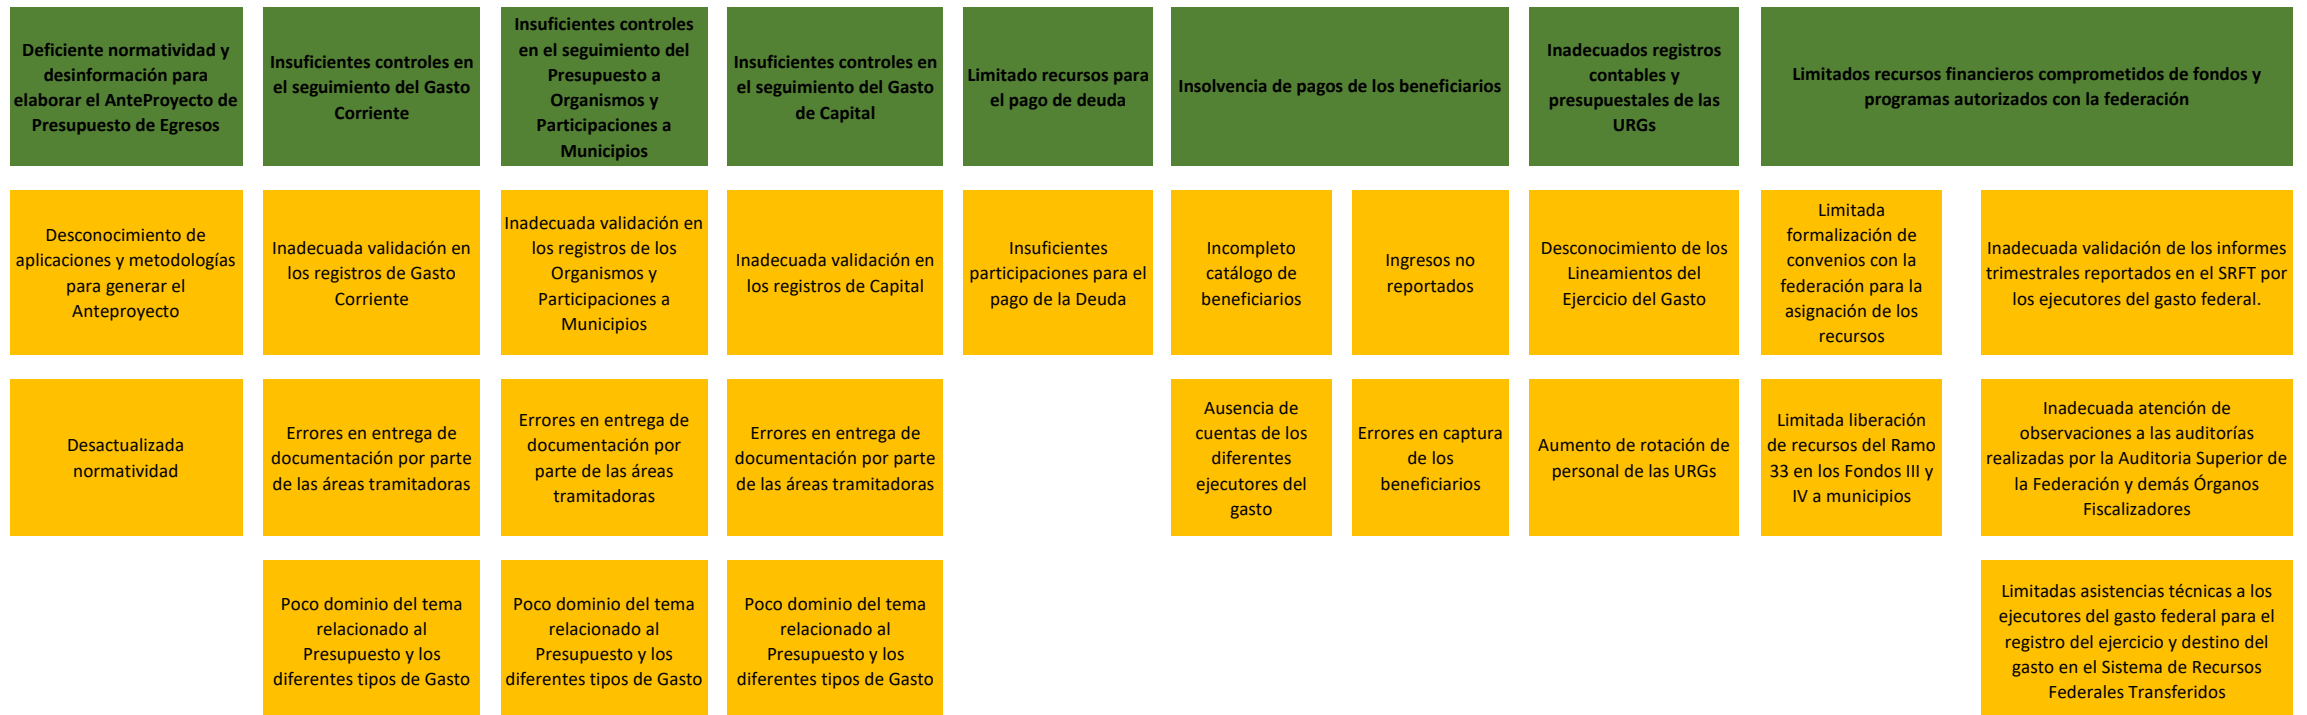 Deficiente normatividad y
desinformación para
elaborar el AnteProyecto de
Presupuesto de Egresos
Insuficientes controles en
el seguimiento del Gasto
Corriente
Insuficientes controles
en el seguimiento del
Presupuesto a
Organismos y
Participaciones a
Municipios
Insuficientes controles en
el seguimiento del Gasto
de Capital
Limitado recursos para
el pago de deuda
Insolvencia de pagos de los beneficiarios
Inadecuados registros
contables y
presupuestales de las
URGs
Limitados recursos financieros comprometidos de fondos y
programas autorizados con la federación
Desconocimiento de
aplicaciones y metodologías
para generar el
Anteproyecto
Inadecuada validación en
los registros de Gasto
Corriente
Inadecuada validación en
los registros de los
Organismos y
Participaciones a
Municipios
Inadecuada validación en
los registros de Capital
Insuficientes
participaciones para el
pago de la Deuda
Incompleto
catálogo de
beneficiarios
Ingresos no
reportados
Desconocimiento de los
Lineamientos del
Ejercicio del Gasto
Limitada
formalización de
convenios con la
federación para la
asignación de los
recursos
Inadecuada validación de los informes
trimestrales reportados en el SRFT por
los ejecutores del gasto federal.
Desactualizada
normatividad
Errores en entrega de
documentación por parte
de las áreas tramitadoras
Errores en entrega de
documentación por
parte de las áreas
tramitadoras
Errores en entrega de
documentación por parte
de las áreas tramitadoras
Ausencia de
cuentas de los
diferentes
ejecutores del
gasto
Errores en captura
de los
beneficiarios
Aumento de rotación de
personal de las URGs
Limitada liberación
de recursos del Ramo
33 en los Fondos III y
IV a municipios
Inadecuada atención de
observaciones a las auditorías
realizadas por la Auditoria Superior de
la Federación y demás Órganos
Fiscalizadores
Poco dominio del tema
relacionado al
Presupuesto y los
diferentes tipos de Gasto
Poco dominio del tema
relacionado al
Presupuesto y los
diferentes tipos de Gasto
Poco dominio del tema
relacionado al
Presupuesto y los
diferentes tipos de Gasto
Limitadas asistencias técnicas a los
ejecutores del gasto federal para el
registro del ejercicio y destino del
gasto en el Sistema de Recursos
Federales Transferidos